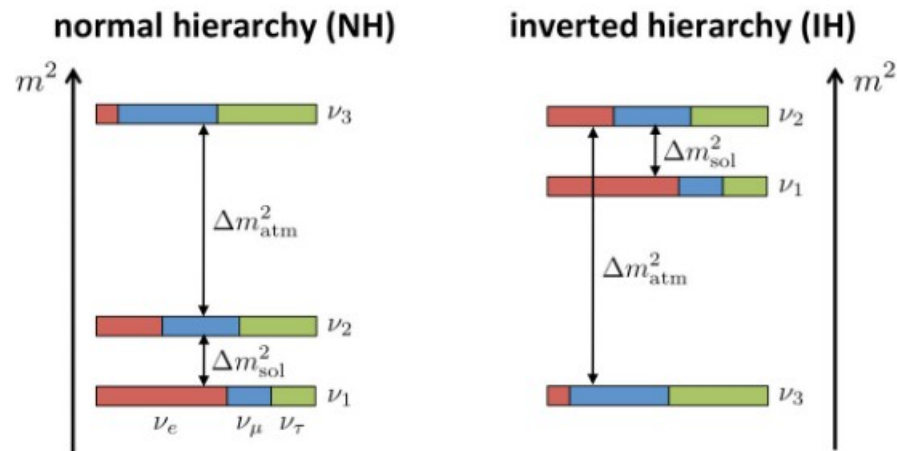 normal hierarchy (NH)
inverted hierarchy (IH)
m²
ν₃
Δm²atm
ν₂
Δm²sol
ν₁
νe νμ ντ
m²
ν₂
Δm²sol
ν₁
Δm²atm
ν₃